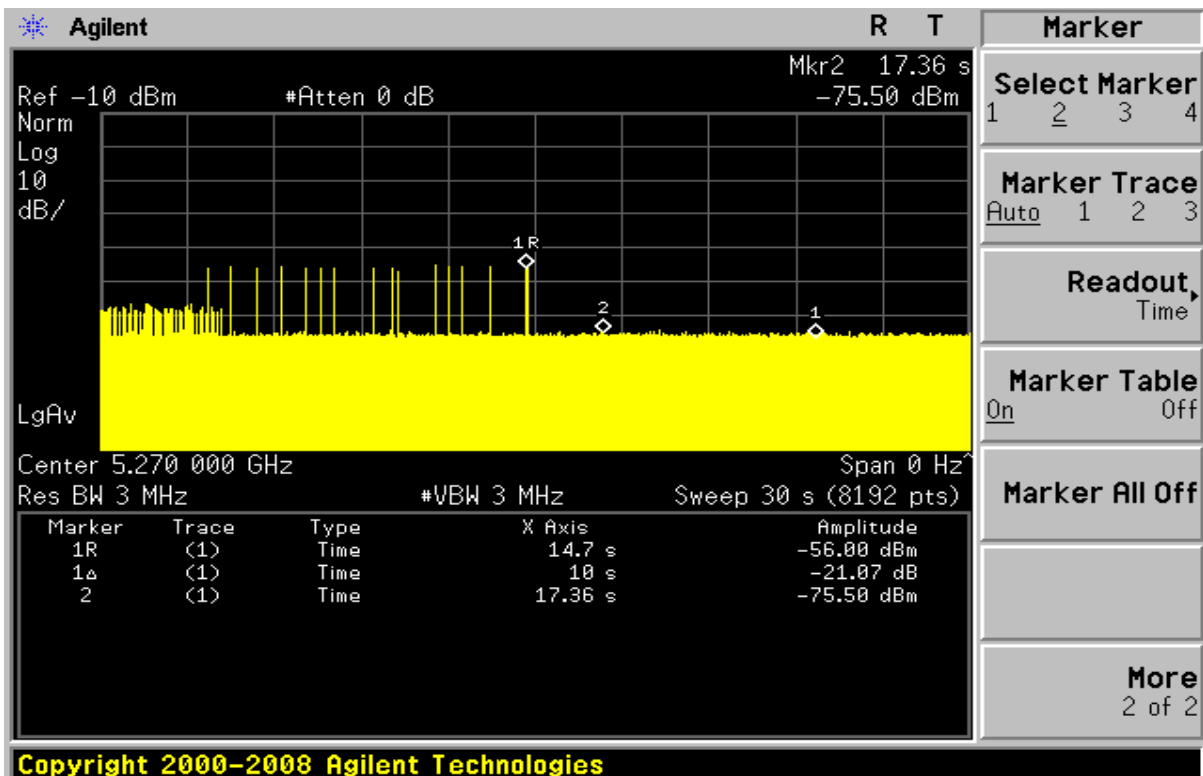 Agilent R T
Mkr2 17.36 s
Ref -10 dBm #Atten 0 dB -75.50 dBm
Norm
Log
10
dB/
1R
2
1
LgAv
Center 5.270 000 GHz Span 0 Hz^
Res BW 3 MHz #VBW 3 MHz Sweep 30 s (8192 pts)
Marker Trace Type X Axis Amplitude
1R (1) Time 14.7 s -56.00 dBm
1△ (1) Time 10 s -21.07 dB
2 (1) Time 17.36 s -75.50 dBm
Copyright 2000-2008 Agilent Technologies
Marker
Select Marker
1 2 3 4
Marker Trace
Auto 1 2 3
Readout
Time
Marker Table
On Off
Marker All Off
More
2 of 2